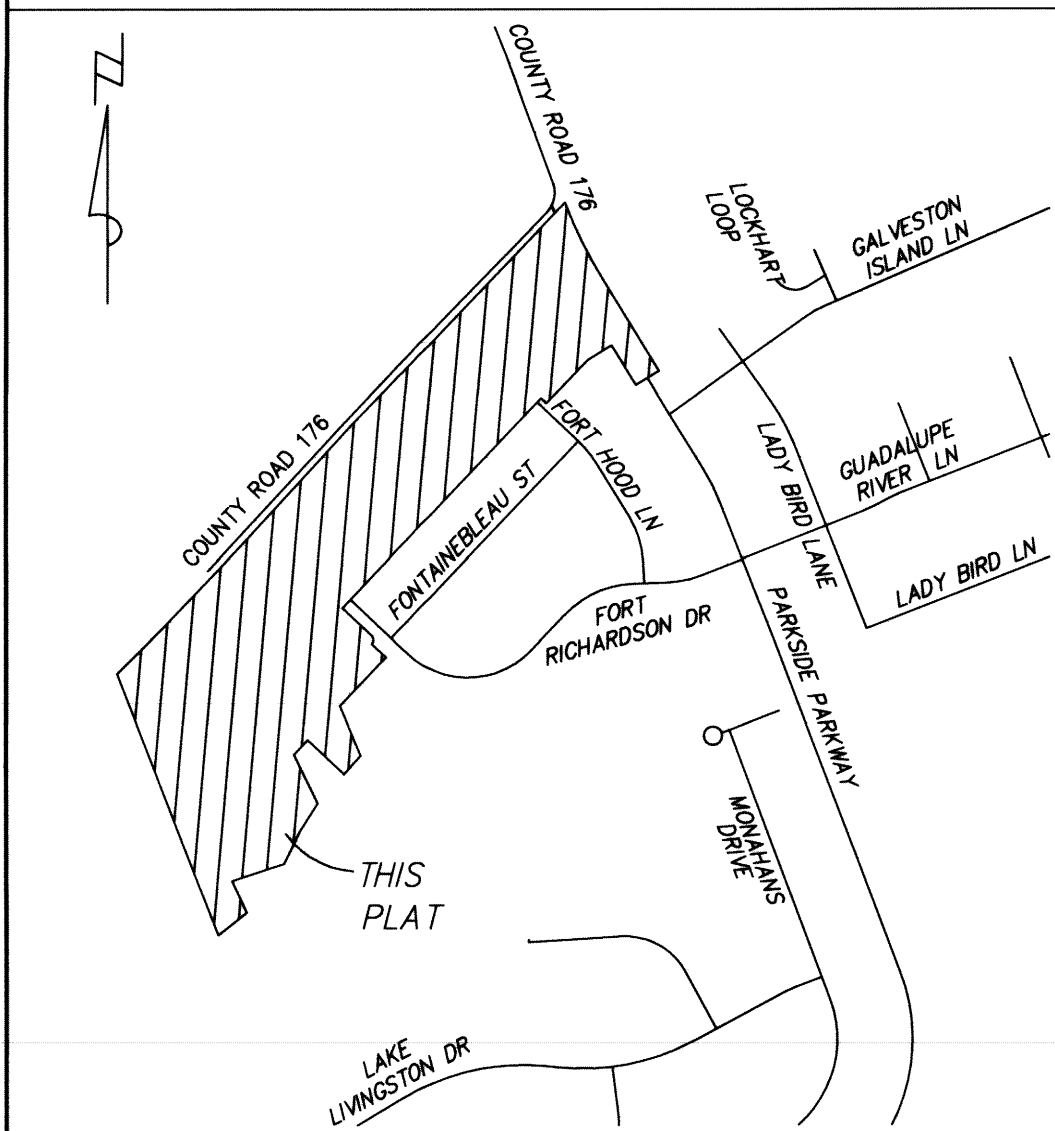 N
COUNTY ROAD 176
LOCKHART
LOOP
GALVESTON
ISLAND LN
COUNTY ROAD 176
FORT HOOD LN
LADY BIRD LANE
GUADALUPE
RIVER LN
FONTAINEBLEAU ST
LADY BIRD LN
FORT
RICHARDSON DR
PARKSIDE PARKWAY
MONAHANS
DRIVE
THIS
PLAT
LAKE
LIVINGSTON DR